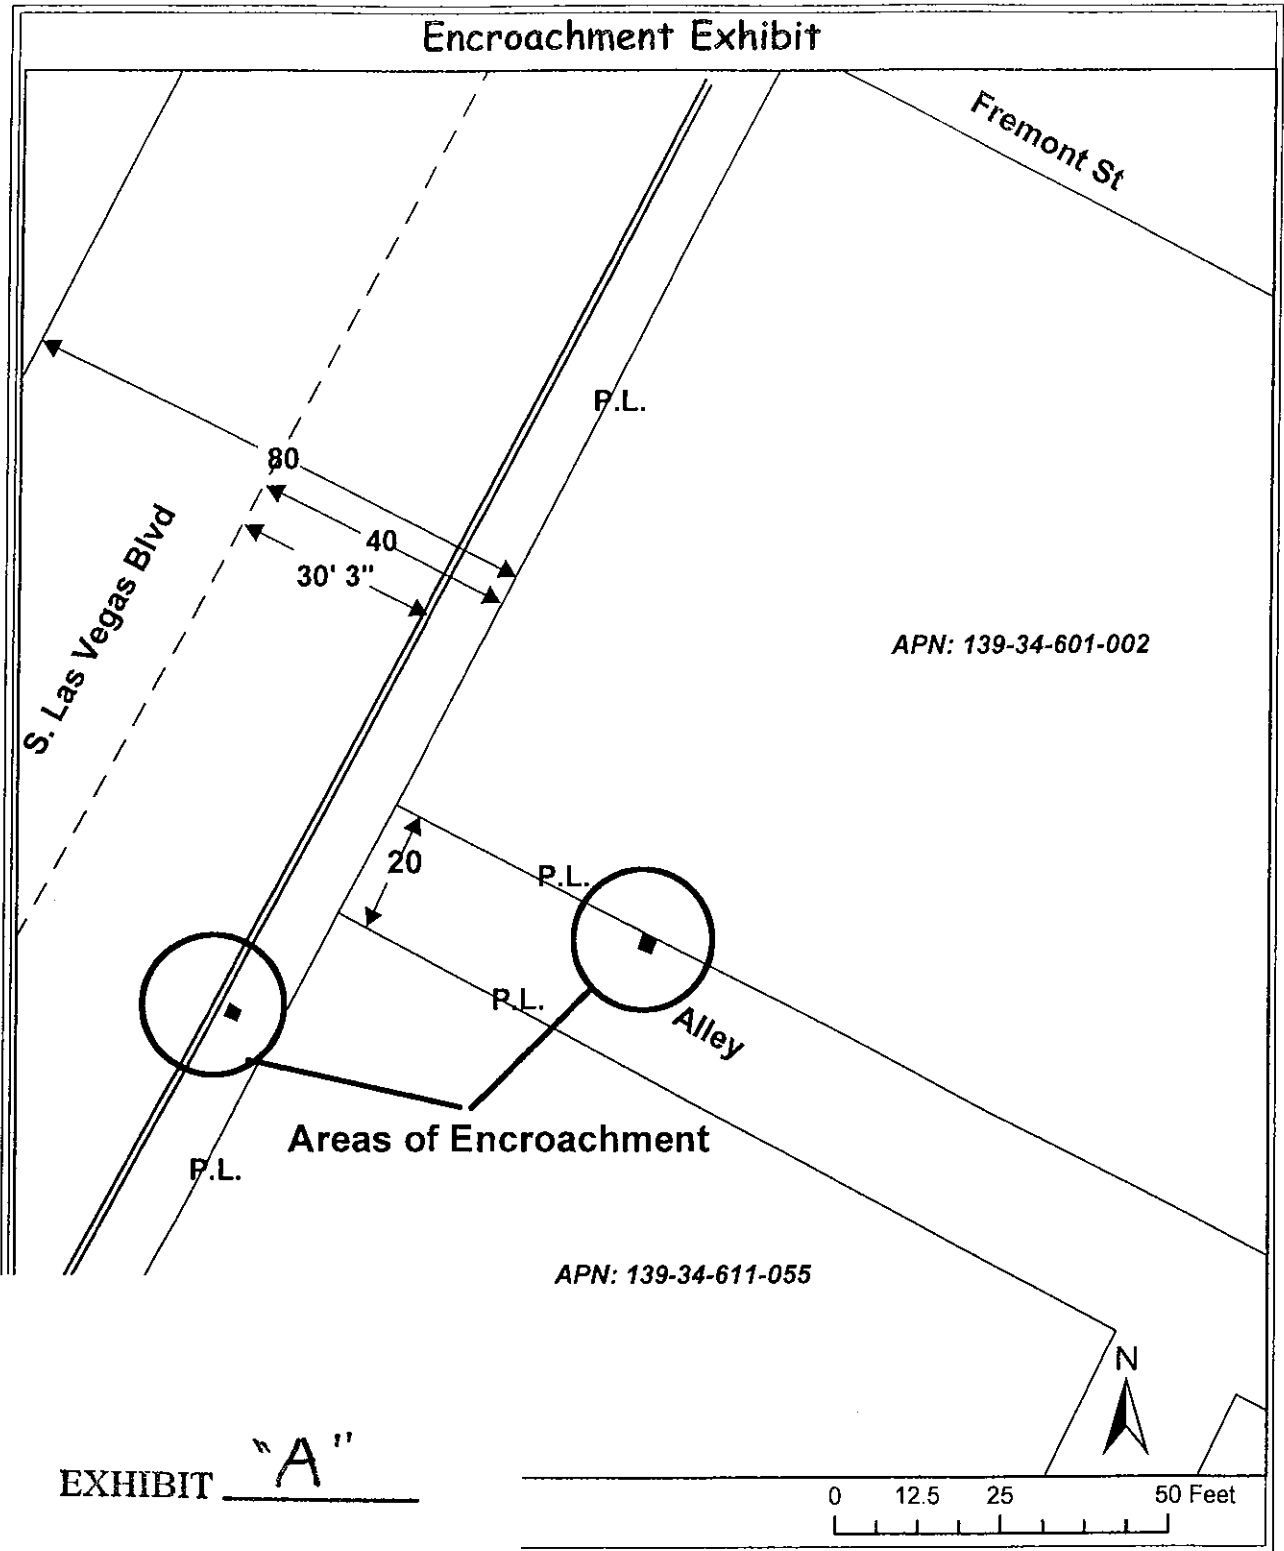 Encroachment Exhibit
Fremont St
P.L.
80
40
30' 3"
S. Las Vegas Blvd
APN: 139-34-601-002
20
P.L.
P.L.
Alley
Areas of Encroachment
P.L.
APN: 139-34-611-055
N
EXHIBIT "A"
0 12.5 25 50 Feet